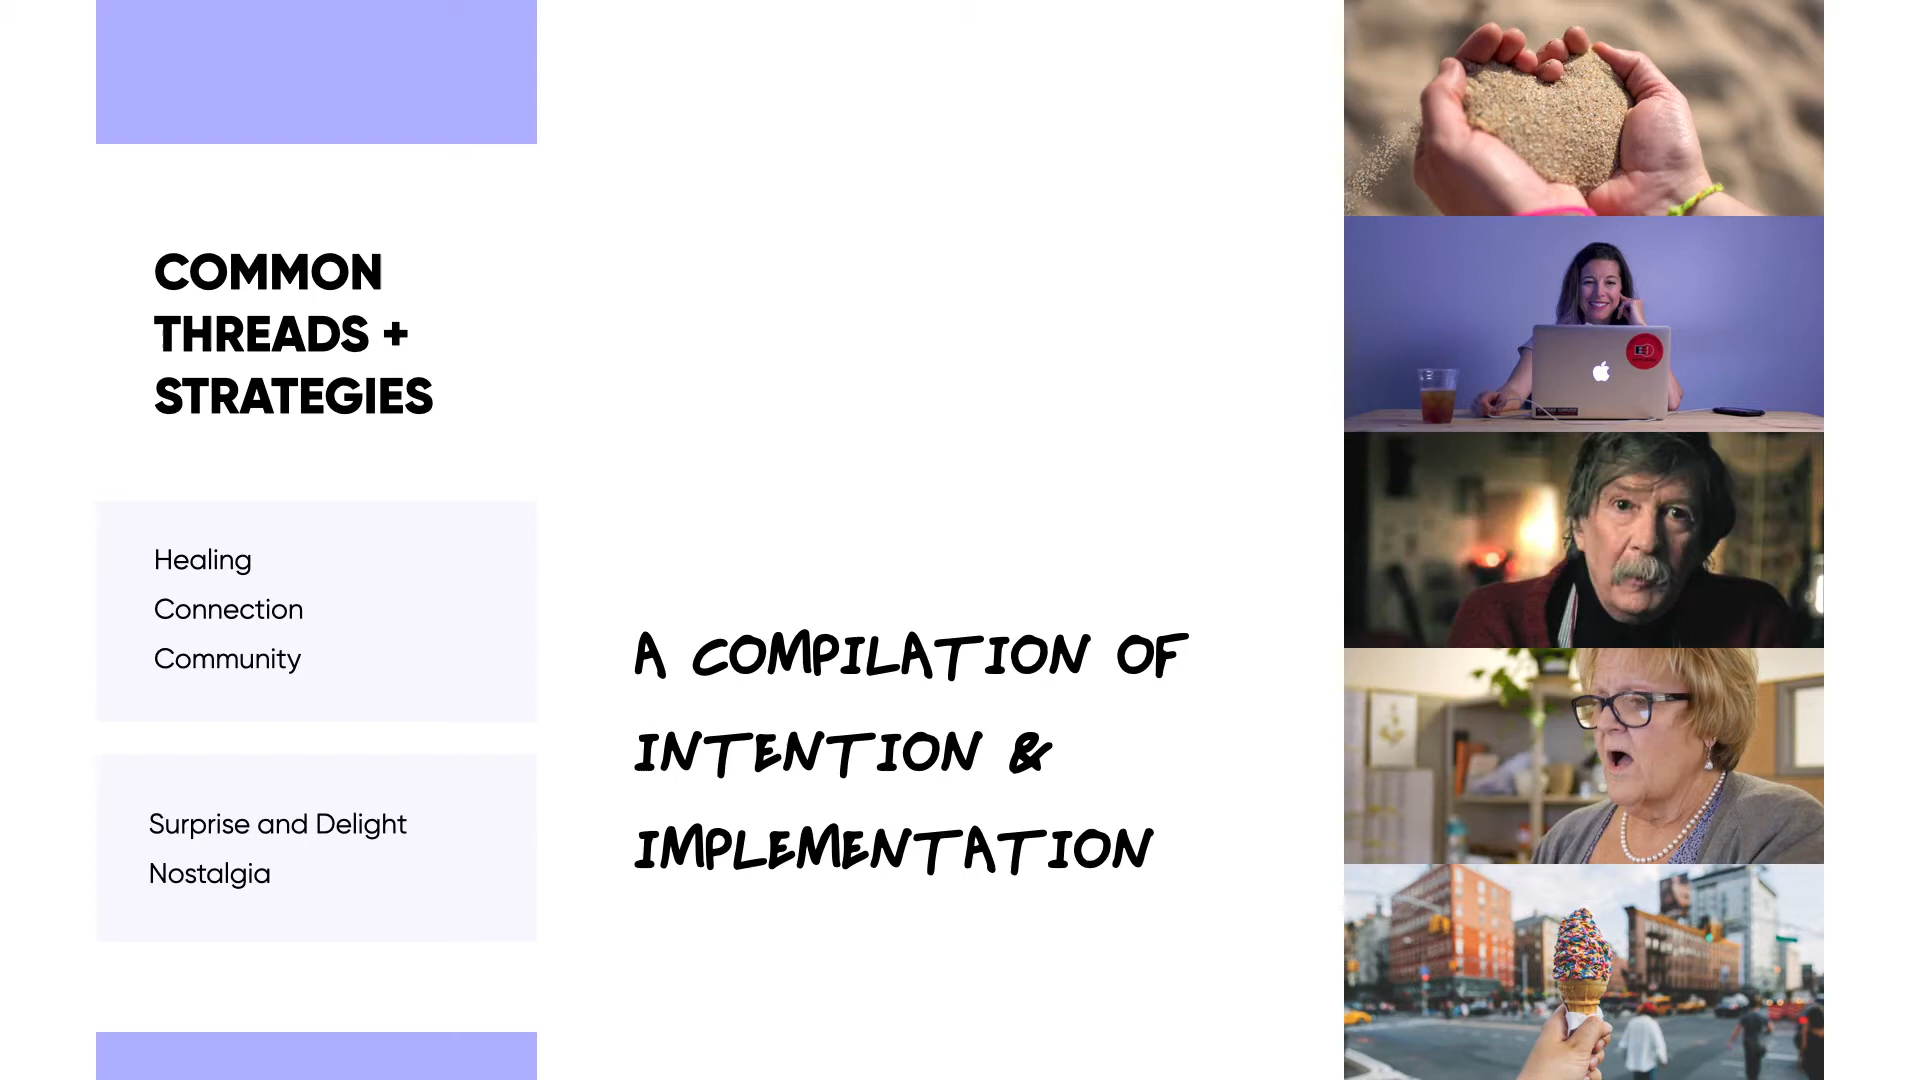 COMMON
THREADS +
STRATEGIES
Healing
Connection
Community
Surprise and Delight
Nostalgia
A COMPILATION OF
INTENTION &
IMPLEMENTATION